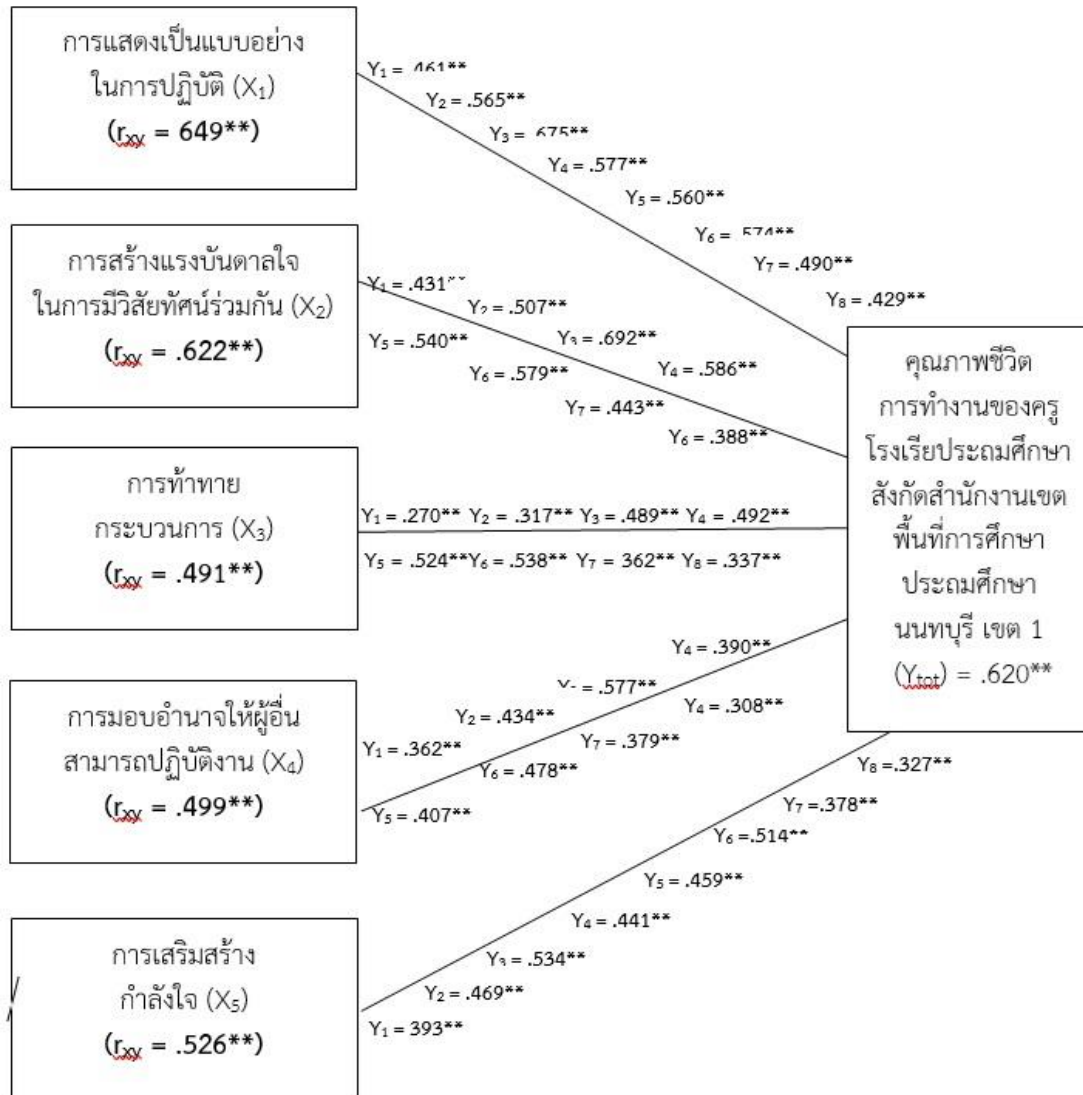 การแสดงเป็นแบบอย่าง
ในการปฏิบัติ (X₁)
(rxy = 649**)
Y₁ = .461**
Y₂ = .565**
Y₃ = .675**
Y₄ = .577**
Y₅ = .560**
Y₆ = .574**
Y₇ = .490**
Y₈ = .429**
การสร้างแรงบันดาลใจ
ในการมีวิสัยทัศน์ร่วมกัน (X₂)
(rxy = .622**)
Y₁ = .431**
Y₂ = .507**
Y₃ = .692**
Y₄ = .586**
Y₅ = .540**
Y₆ = .579**
Y₇ = .443**
Y₆ = .388**
การท้าทาย
กระบวนการ (X₃)
(rxy = .491**)
Y₁ = .270** Y₂ = .317** Y₃ = .489** Y₄ = .492**
Y₅ = .524** Y₆ = .538** Y₇ = 362** Y₈ = .337**
การมอบอำนาจให้ผู้อื่น
สามารถปฏิบัติงาน (X₄)
(rxy = .499**)
Y₁ = .362**
Y₂ = .434**
= .577**
Y₄ = .390**
Y₅ = .407**
Y₆ = .478**
Y₇ = .379**
Y₄ = .308**
การเสริมสร้าง
กำลังใจ (X₅)
(rxy = .526**)
Y₁ = 393**
Y₂ = .469**
Y₃ = .534**
Y₄ = .441**
Y₅ = .459**
Y₆ =.514**
Y₇ =.378**
Y₈ =.327**
คุณภาพชีวิต
การทำงานของครู
โรงเรียประถมศึกษา
สังกัดสำนักงานเขต
พื้นที่การศึกษา
ประถมศึกษา
นนทบุรี เขต 1
(Ytot) = .620**